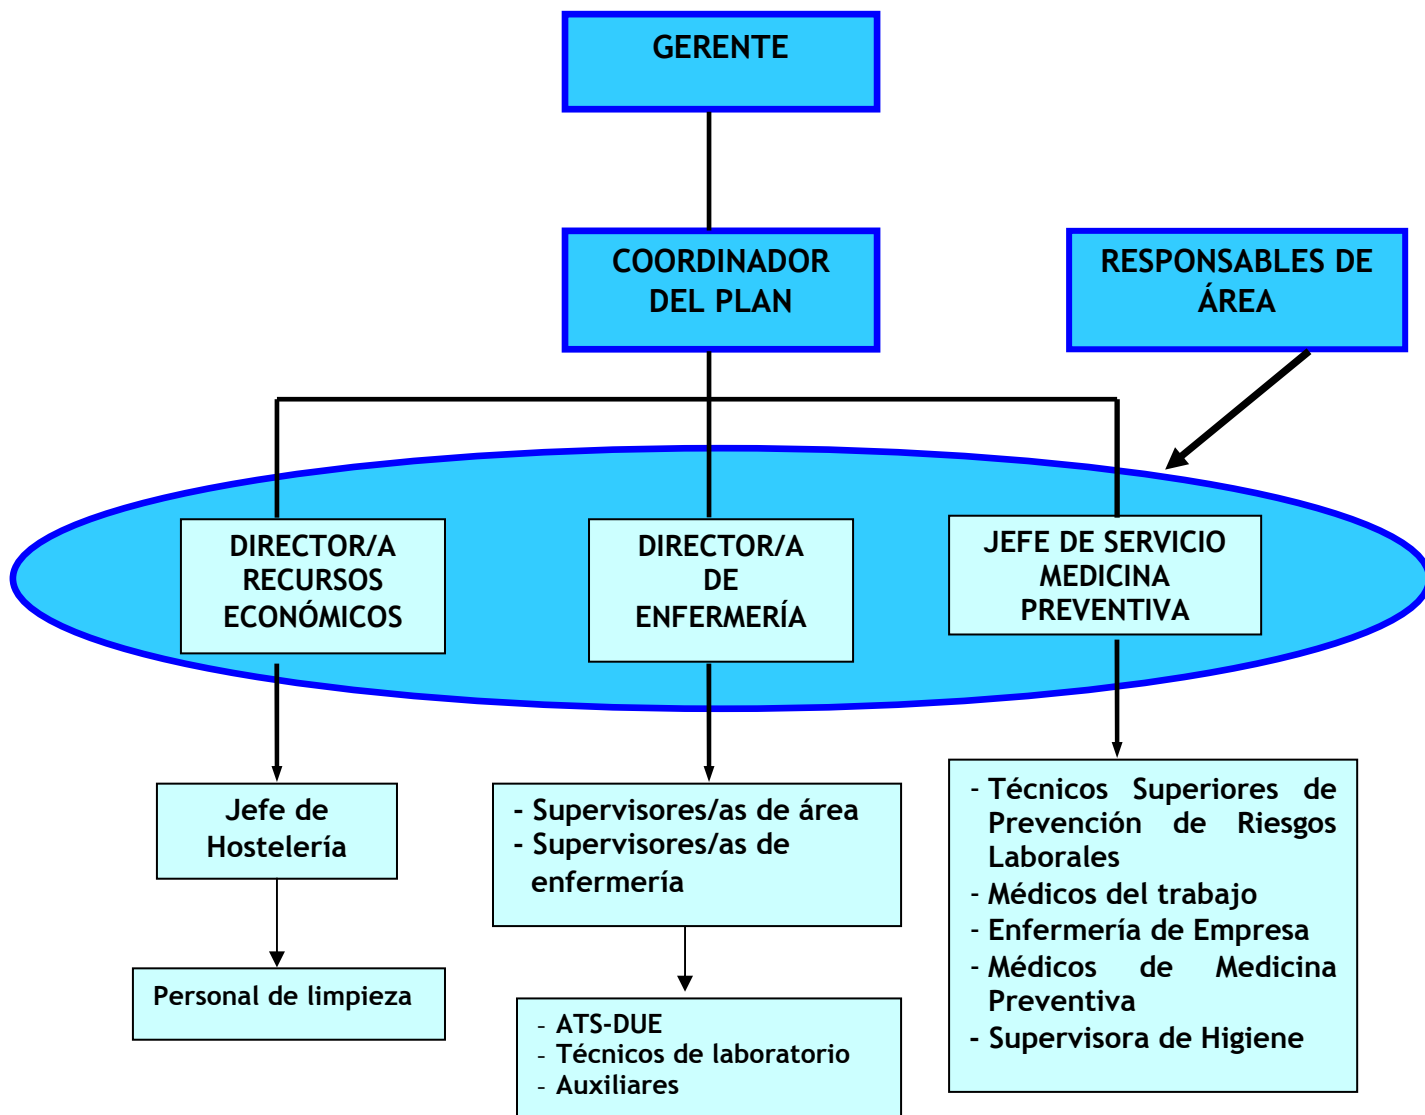 GERENTE
COORDINADOR
DEL PLAN
RESPONSABLES DE
ÁREA
DIRECTOR/A
RECURSOS
ECONÓMICOS
DIRECTOR/A
DE
ENFERMERÍA
JEFE DE SERVICIO
MEDICINA
PREVENTIVA
Jefe de
Hostelería
Personal de limpieza
- Supervisores/as de área
- Supervisores/as de
enfermería
- ATS-DUE
- Técnicos de laboratorio
- Auxiliares
- Técnicos Superiores de
Prevención de Riesgos
Laborales
- Médicos del trabajo
- Enfermería de Empresa
- Médicos de Medicina
Preventiva
- Supervisora de Higiene